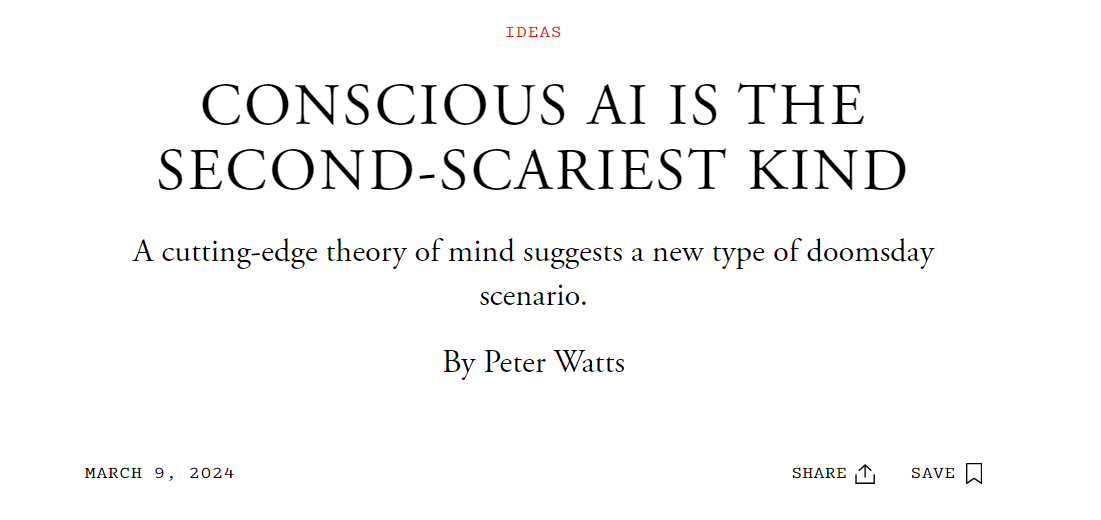 IDEAS
CONSCIOUS AI IS THE
SECOND-SCARIEST KIND
A cutting-edge theory of mind suggests a new type of doomsday
scenario.
By Peter Watts
MARCH 9, 2024 SHARE SAVE